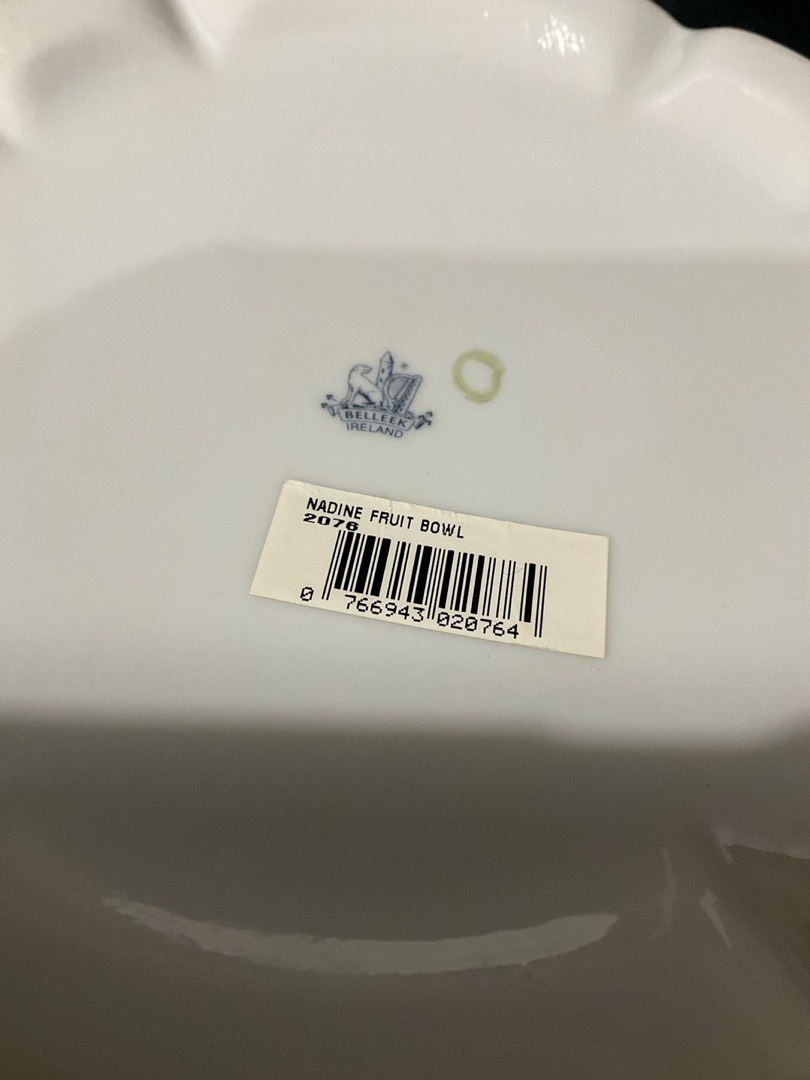 BELLEEK
IRELAND
NADINE FRUIT BOWL
2076
0 766943 020764